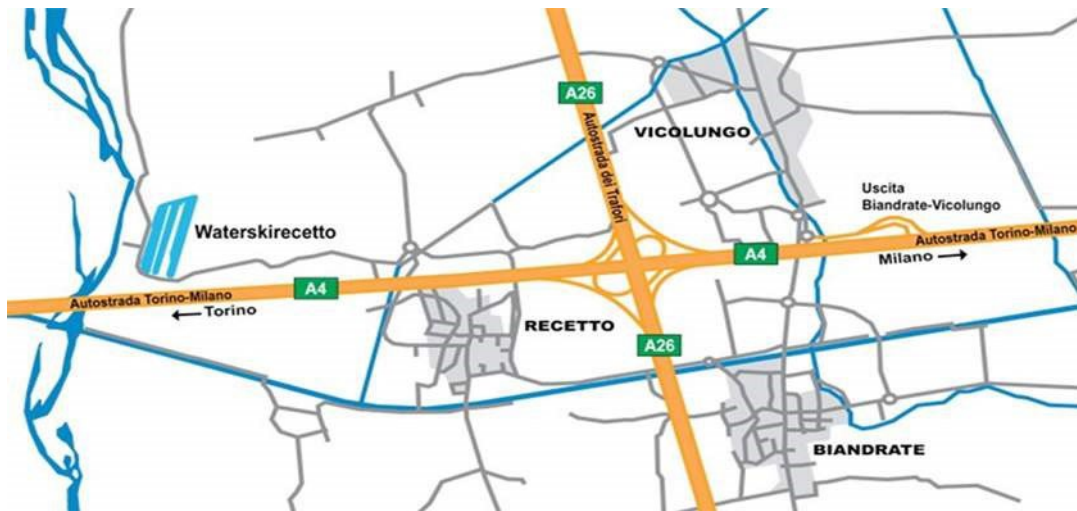 A26
Autostrada dei Trafori
VICOLUNGO
Uscita
Biandrate-Vicolungo
Waterskirecetto
Autostrada Torino-Milano
Milano →
A4
A4
Autostrada Torino-Milano
← Torino
RECETTO
A26
BIANDRATE